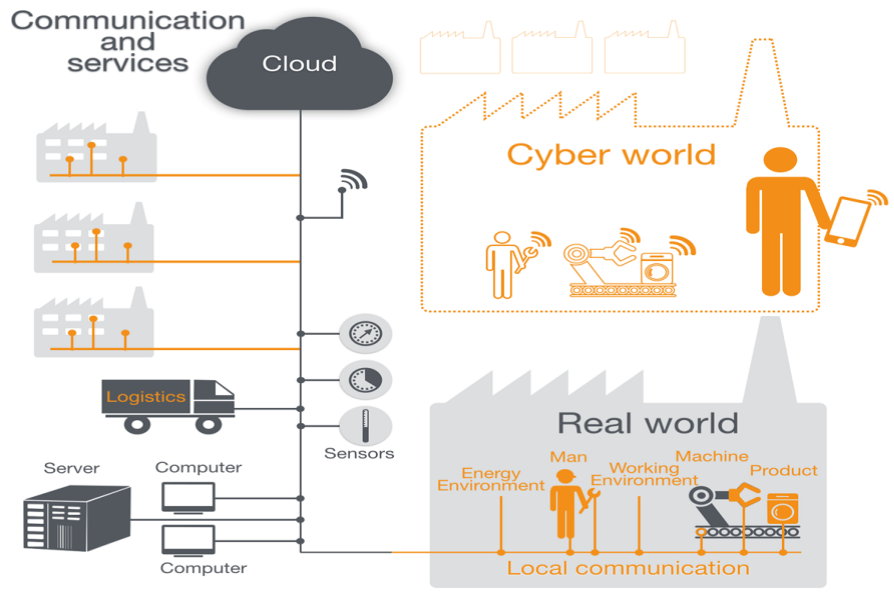 Communication
and
services
Cloud
Cyber world
Logistics
Sensors
Server
Computer
Computer
Real world
Energy
Environment
Man
Working
Environment
Machine
Product
Local communication